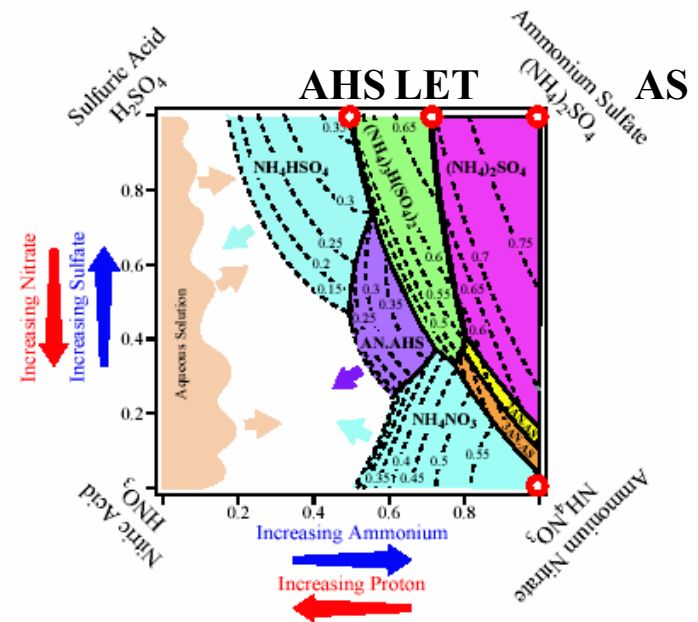 AHS LET AS
Sulfuric Acid
H₂SO₄
Ammonium Sulfate
(NH₄)₂SO₄
NH₄HSO₄
(NH₄)₃H(SO₄)₂
(NH₄)₂SO₄
0.35
0.65
0.3
0.25
0.2
0.15
0.6
0.7
0.75
0.55
0.65
0.5
0.6
0.3
0.35
0.25
AN.AHS
NH₄NO₃
0.4
0.5
0.55
0.35
0.45
Aqueous Solution
0.8
0.6
0.4
0.2
0
0.2
0.4
0.6
0.8
Increasing Nitrate
Increasing Sulfate
Nitric Acid
HNO₃
Increasing Ammonium
Increasing Proton
NH₄NO₃
Ammonium Nitrate